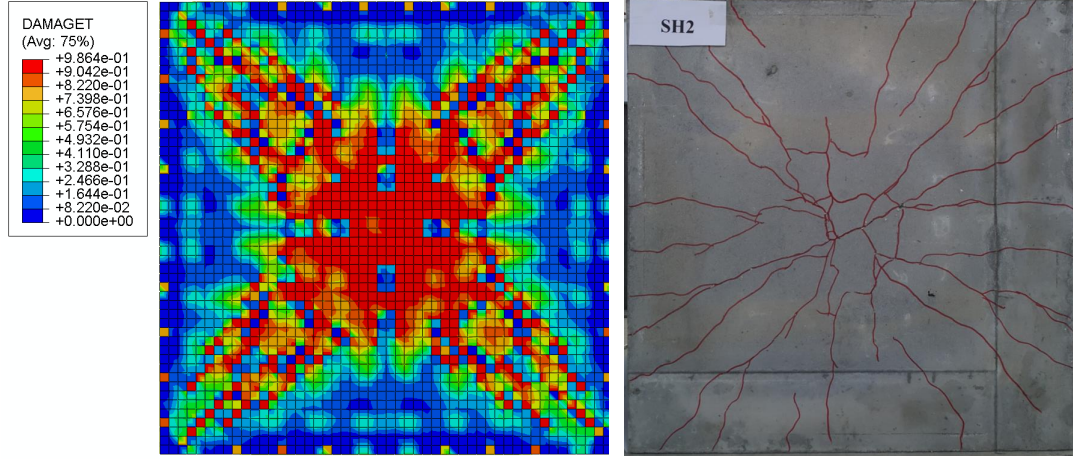 DAMAGET
(Avg: 75%)
+9.864e-01
+9.042e-01
+8.220e-01
+7.398e-01
+6.576e-01
+5.754e-01
+4.932e-01
+4.110e-01
+3.288e-01
+2.466e-01
+1.644e-01
+8.220e-02
+0.000e+00
SH2